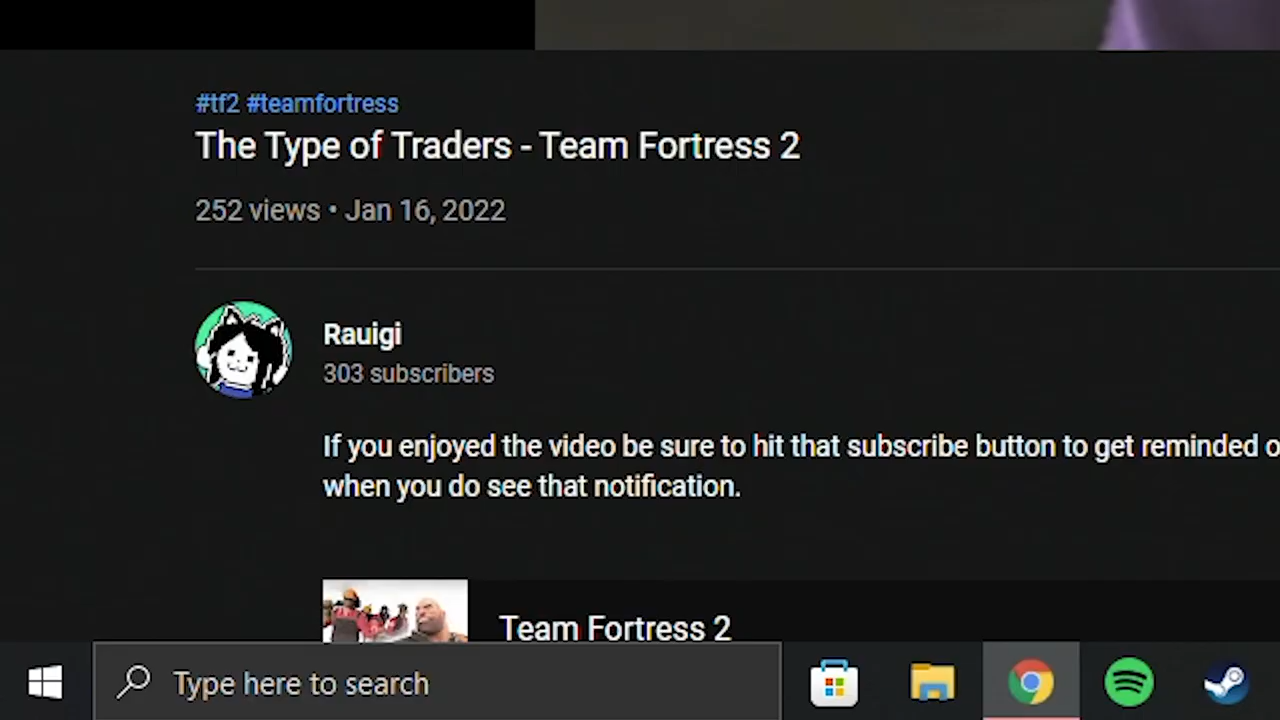 #tf2 #teamfortress
The Type of Traders - Team Fortress 2
252 views • Jan 16, 2022
Rauigi
303 subscribers
If you enjoyed the video be sure to hit that subscribe button to get reminded
when you do see that notification.
Team Fortress 2
Type here to search